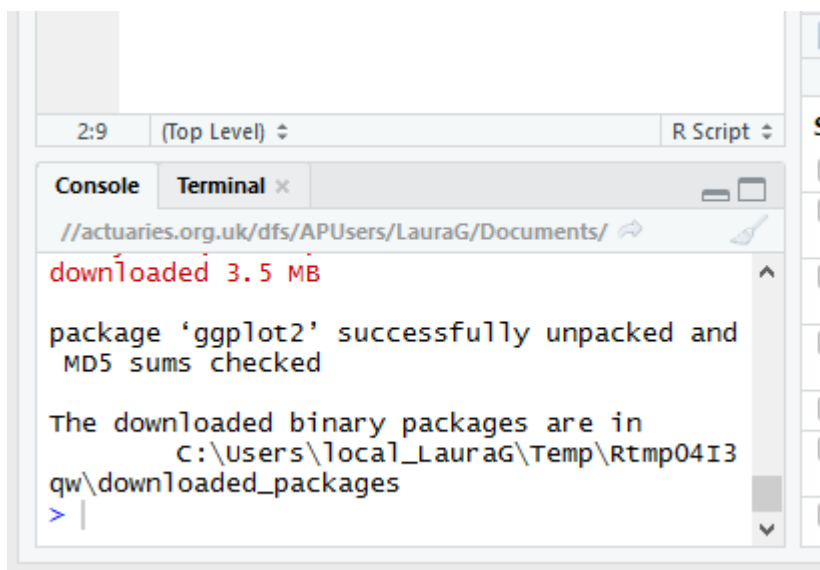 2:9 (Top Level) R Script
Console Terminal ×
//actuaries.org.uk/dfs/APUsers/LauraG/Documents/
downloaded 3.5 MB
package ‘ggplot2’ successfully unpacked and
MD5 sums checked
The downloaded binary packages are in
C:\Users\local_LauraG\Temp\RtmpO4I3
qw\downloaded_packages
>